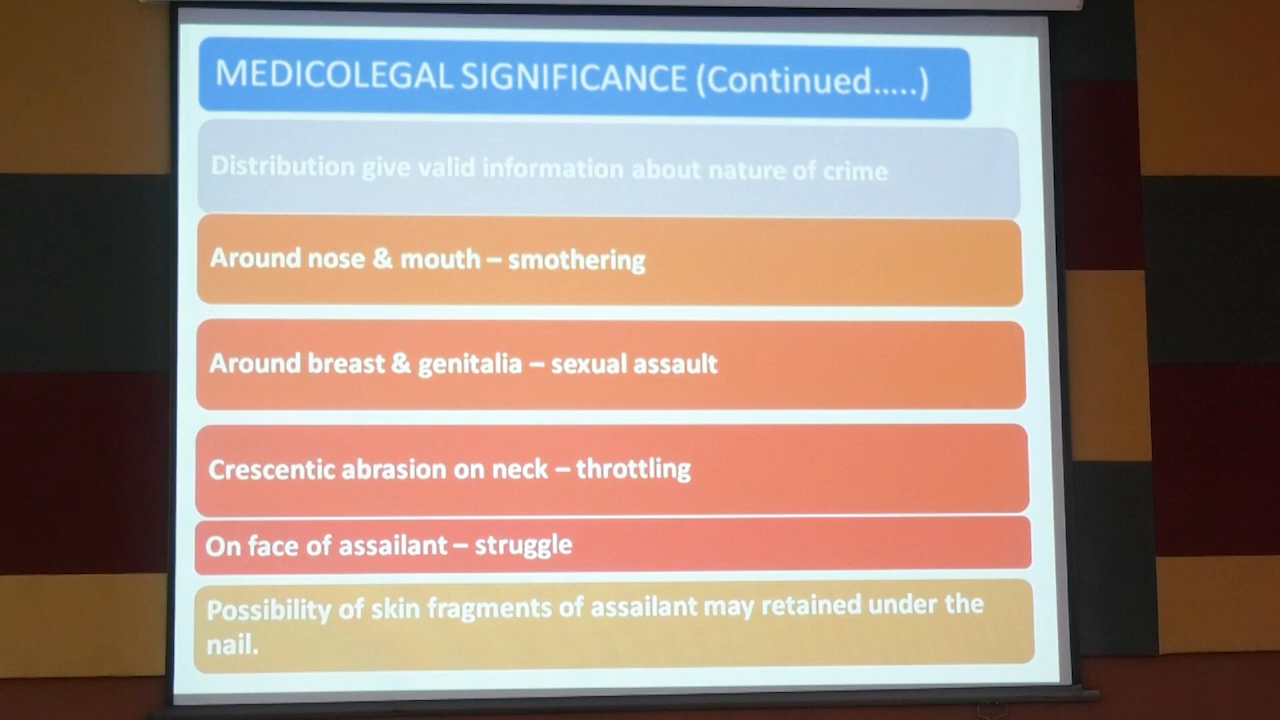 MEDICOLEGAL SIGNIFICANCE (Continued.....)
Distribution give valid information about nature of crime
Around nose & mouth – smothering
Around breast & genitalia – sexual assault
Crescentic abrasion on neck – throttling
On face of assailant – struggle
Possibility of skin fragments of assailant may retained under the
nail.